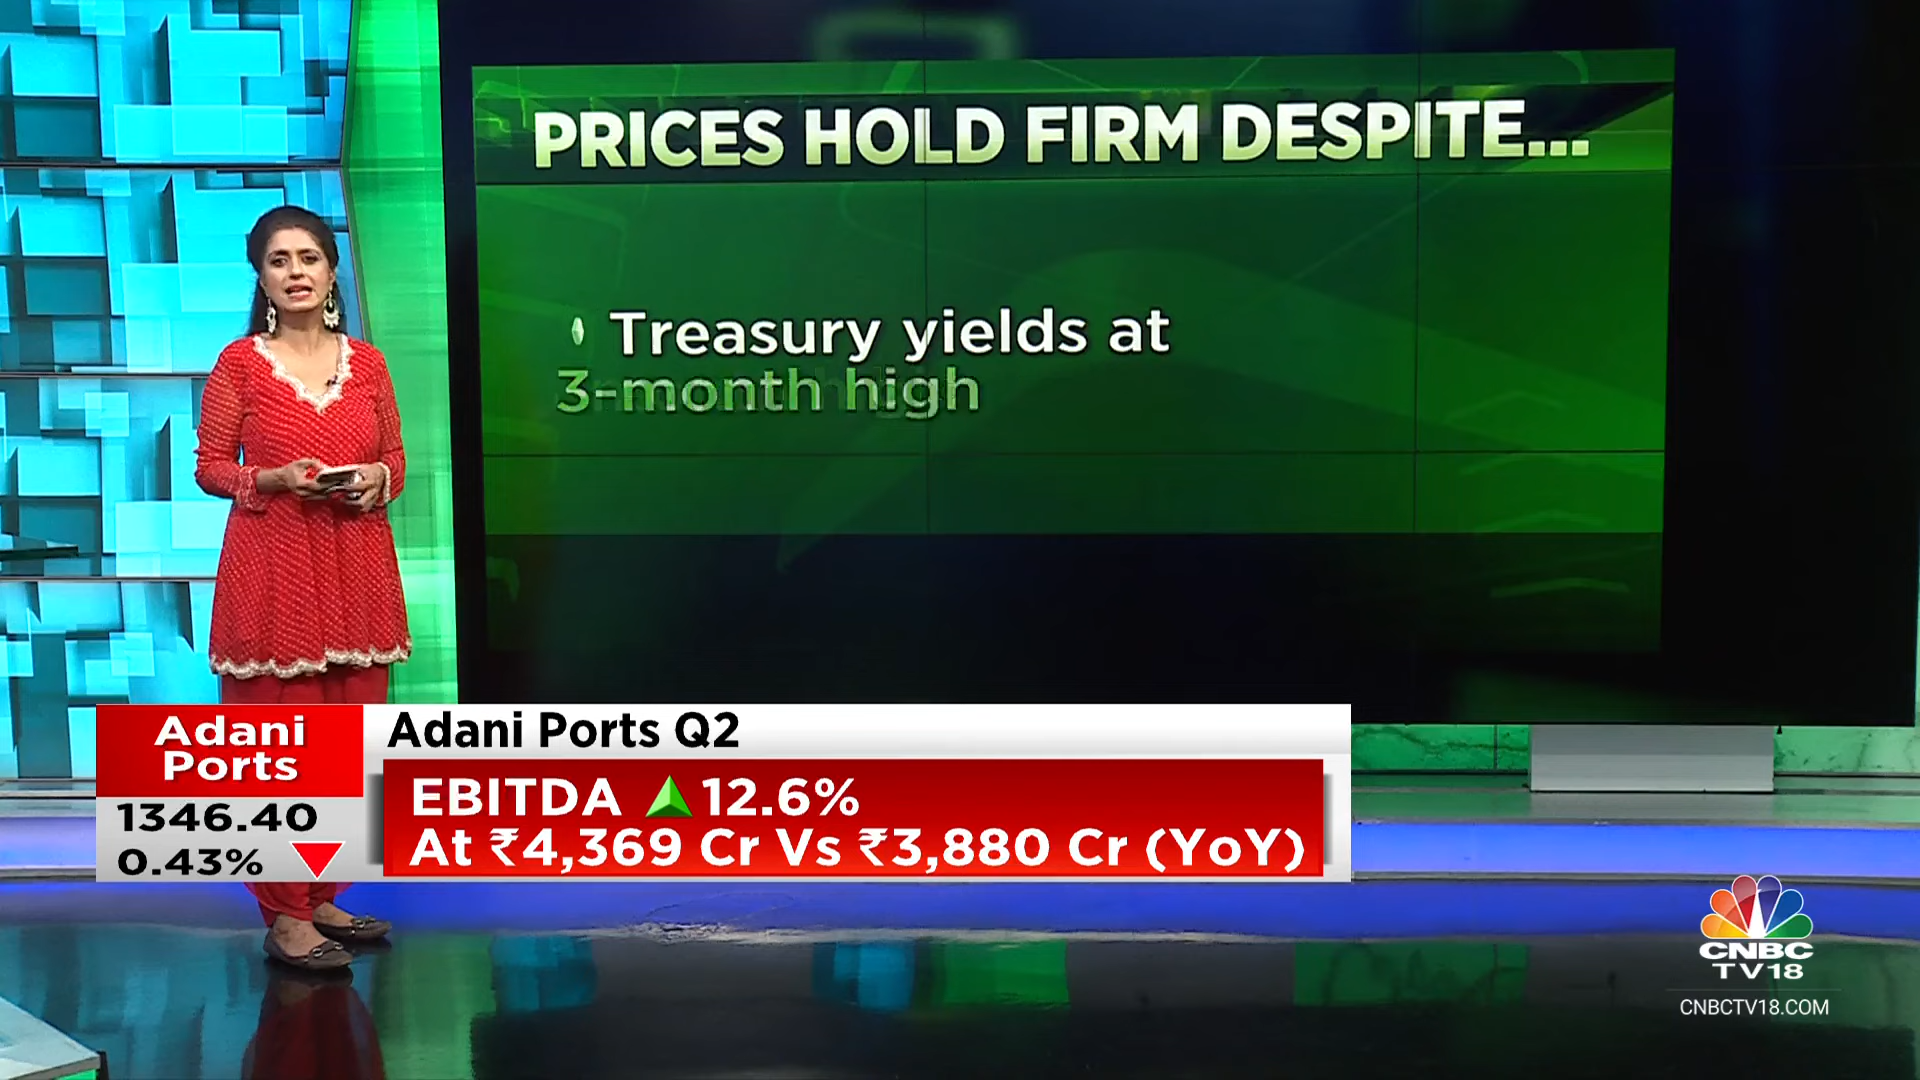 PRICES HOLD FIRM DESPITE...
Treasury yields at
3-month high
Adani
Ports
1346.40
0.43%
Adani Ports Q2
EBITDA 12.6%
At ₹4,369 Cr Vs ₹3,880 Cr (YoY)
CNBC
TV18
CNBCTV18.COM